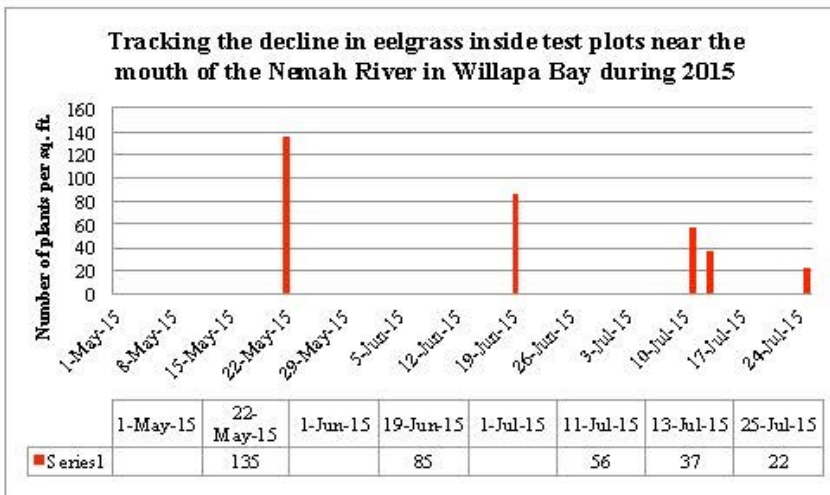 Tracking the decline in eelgrass inside test plots near the
mouth of the Nemah River in Willapa Bay during 2015
Number of plants per sq. ft.
160
140
120
100
80
60
40
20
0
1-May-15
8-May-15
15-May-15
22-May-15
29-May-15
5-Jun-15
12-Jun-15
19-Jun-15
26-Jun-15
3-Jul-15
10-Jul-15
17-Jul-15
24-Jul-15
1-May-15 22-May-15 1-Jun-15 19-Jun-15 1-Jul-15 11-Jul-15 13-Jul-15 25-Jul-15
Series1 135 85 56 37 22